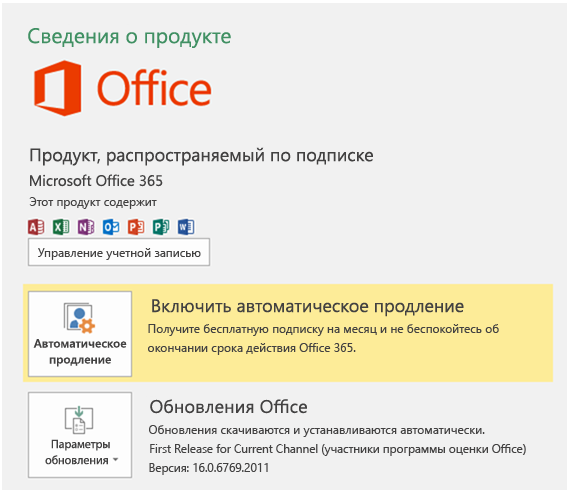 Сведения о продукте
Office
Продукт, распространяемый по подписке
Microsoft Office 365
Этот продукт содержит
Управление учетной записью
Автоматическое
продление
Включить автоматическое продление
Получите бесплатную подписку на месяц и не беспокойтесь об
окончании срока действия Office 365.
Параметры
обновления
Обновления Office
Обновления скачиваются и устанавливаются автоматически.
First Release for Current Channel (участники программы оценки Office)
Версия: 16.0.6769.2011